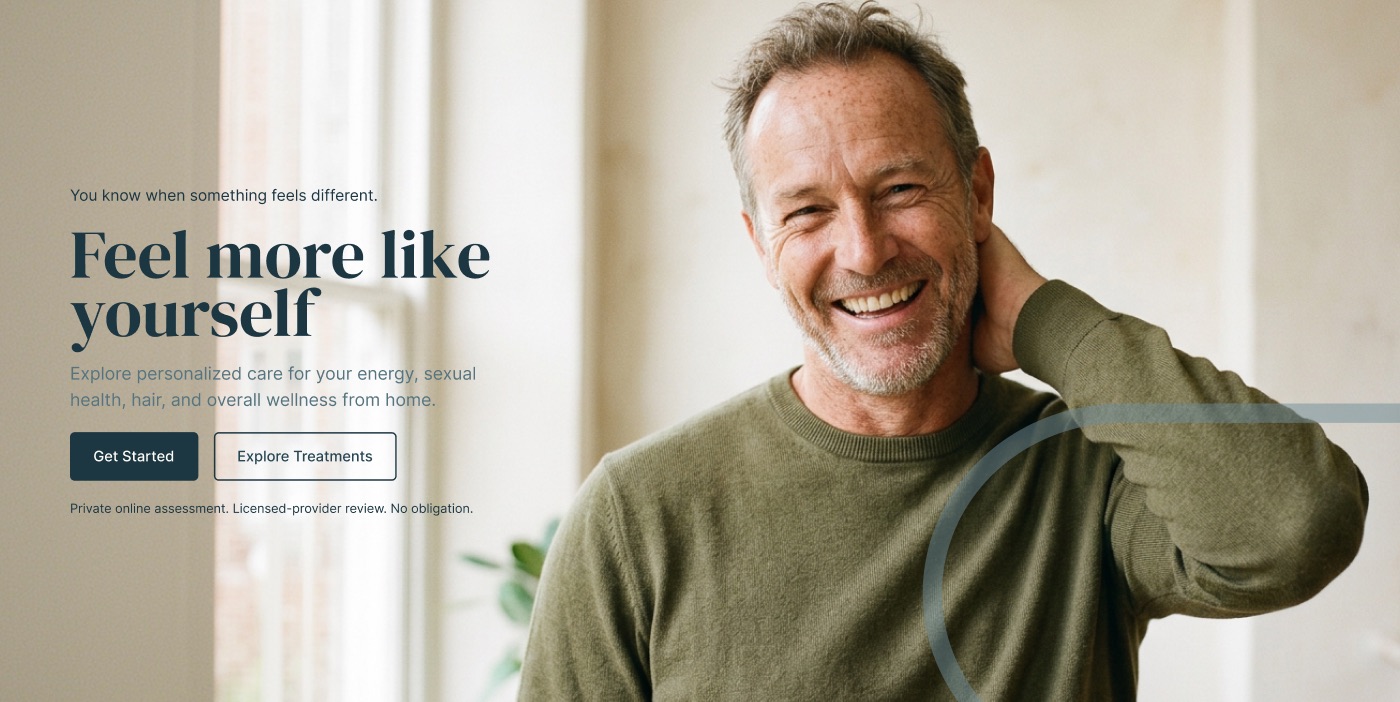 You know when something feels different.
Feel more like
yourself
Explore personalized care for your energy, sexual
health, hair, and overall wellness from home.
Get Started
Explore Treatments
Private online assessment. Licensed-provider review. No obligation.